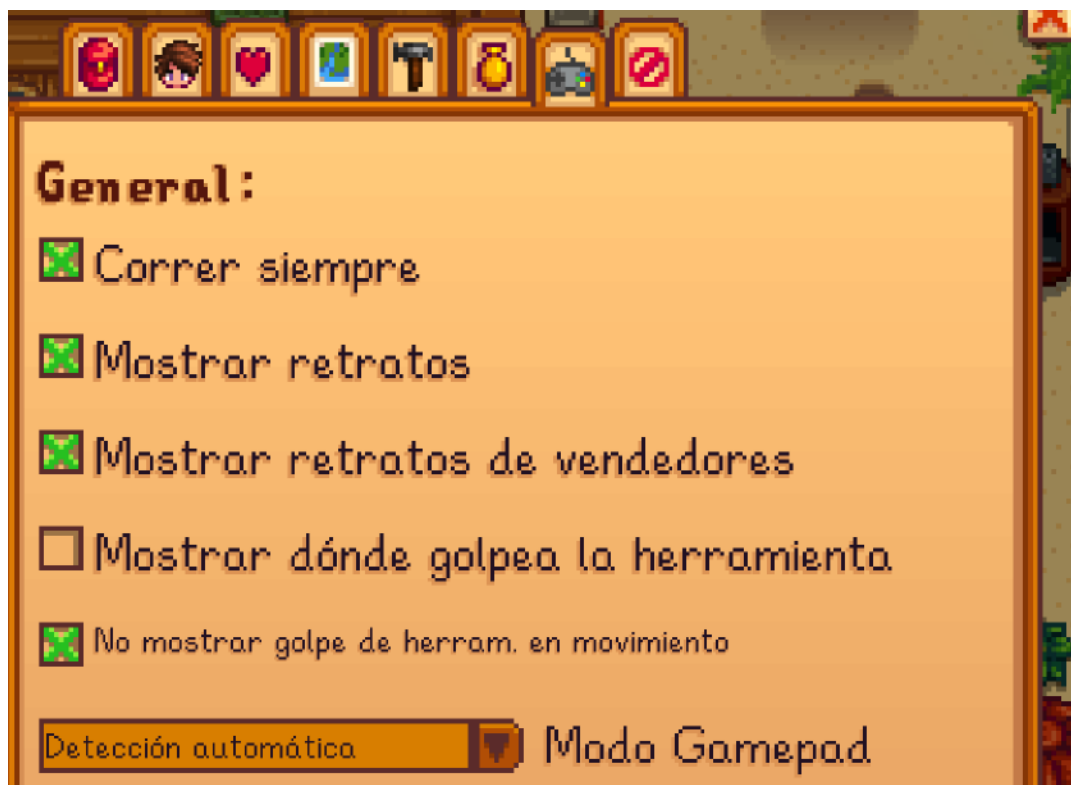 General:
Correr siempre
Mostrar retratos
Mostrar retratos de vendedores
Mostrar dónde golpea la herramienta
No mostrar golpe de herram. en movimiento
Detección automática Modo Gamepad